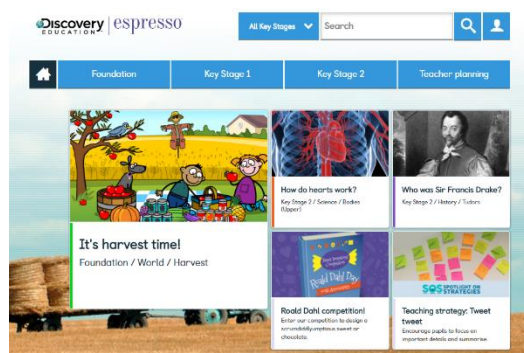 Discovery EDUCATION espresso
All Key Stages
Search
Foundation
Key Stage 1
Key Stage 2
Teacher planning
It's harvest time!
Foundation / World / Harvest
How do hearts work?
Key Stage 2 / Science / Bodies
(Upper)
Who was Sir Francis Drake?
Key Stage 2 / History / Tudors
Roald Dahl Day
Roald Dahl competition!
Enter our competition to design a
scrumdiddlyumptious sweet or
chocolate.
SOS SPOTLIGHT ON
STRATEGIES
Teaching strategy: Tweet
tweet
Encourage pupils to focus on
important details and summarise.